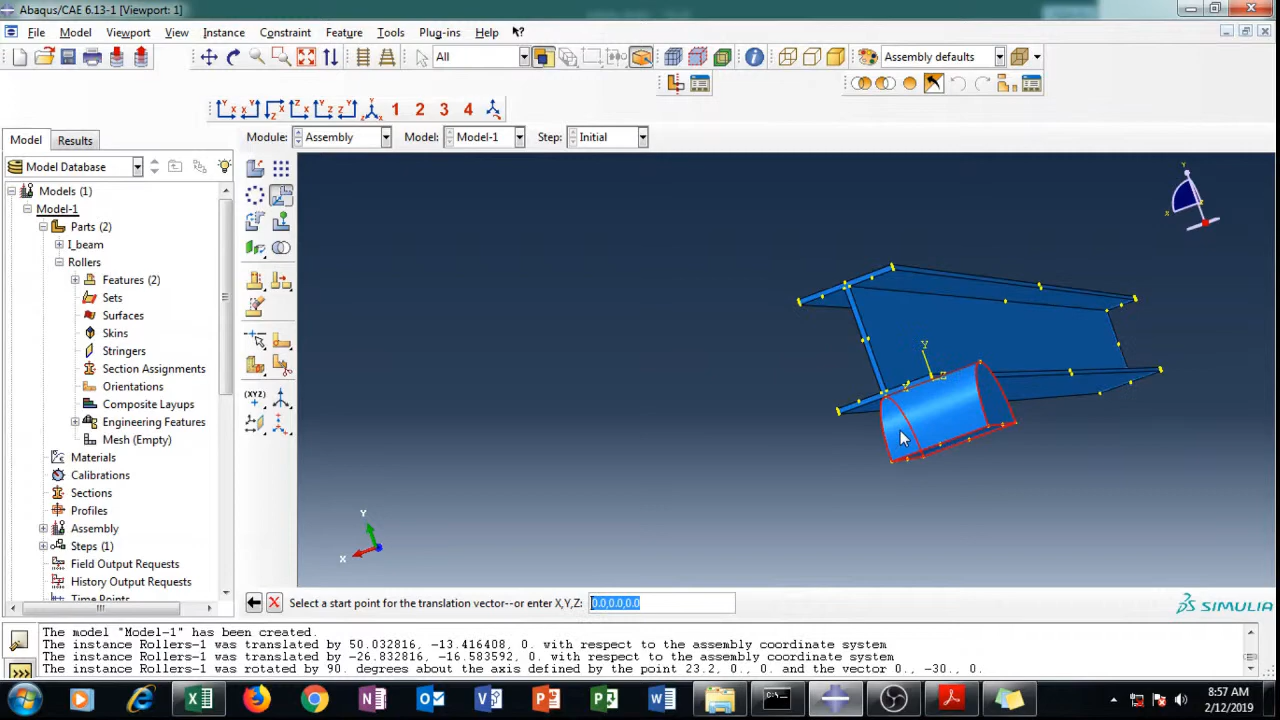 Abaqus/CAE 6.13-1 [Viewport: 1]
File Model Viewport View Instance Constraint Feature Tools Plug-ins Help
All
Assembly defaults
1 2 3 4
Model Results
Module: Assembly Model: Model-1 Step: Initial
Model Database
Models (1)
Model-1
Parts (2)
I_beam
Rollers
Features (2)
Sets
Surfaces
Skins
Stringers
Section Assignments
Orientations
Composite Layups
Engineering Features
Mesh (Empty)
Materials
Calibrations
Sections
Profiles
Assembly
Steps (1)
Field Output Requests
History Output Requests
Time Points
(XYZ)
Y
X
Y
Y
X
Select a start point for the translation vector--or enter X,Y,Z: 0.0,0.0,0.0
SIMULIA
The model "Model-1" has been created.
The instance Rollers-1 was translated by 50.032816, -13.416408, 0. with respect to the assembly coordinate system
The instance Rollers-1 was translated by -26.832816, -16.583592, 0. with respect to the assembly coordinate system
The instance Rollers-1 was rotated by 90. degrees about the axis defined by the point 23.2, 0., 0. and the vector 0., -30., 0.
8:57 AM
2/12/2019